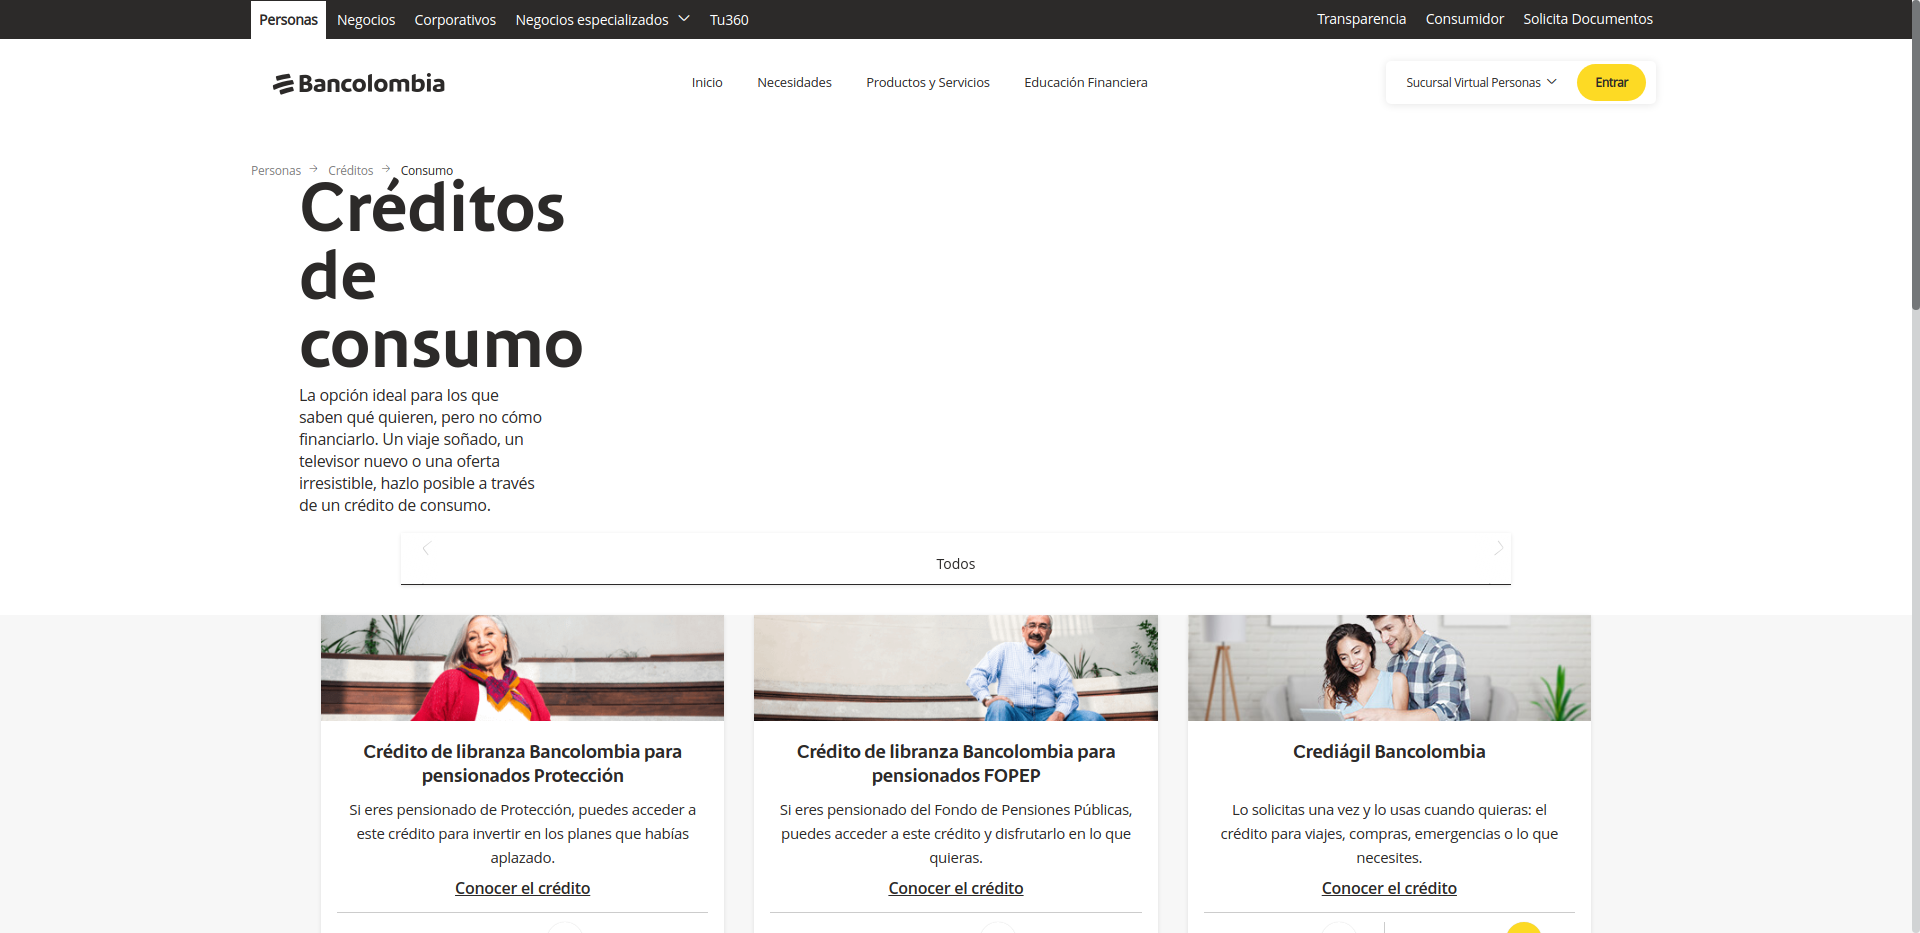 Personas Negocios Corporativos Negocios especializados Tu360 Transparencia Consumidor Solicita Documentos
Bancolombia Inicio Necesidades Productos y Servicios Educación Financiera Sucursal Virtual Personas Entrar
Personas Créditos Consumo
Créditos
de
consumo
La opción ideal para los que
saben qué quieren, pero no cómo
financiarlo. Un viaje soñado, un
televisor nuevo o una oferta
irresistible, hazlo posible a través
de un crédito de consumo.
Todos
Crédito de libranza Bancolombia para
pensionados Protección
Si eres pensionado de Protección, puedes acceder a
este crédito para invertir en los planes que habías
aplazado.
Conocer el crédito
Crédito de libranza Bancolombia para
pensionados FOPEP
Si eres pensionado del Fondo de Pensiones Públicas,
puedes acceder a este crédito y disfrutarlo en lo que
quieras.
Conocer el crédito
Crediágil Bancolombia
Lo solicitas una vez y lo usas cuando quieras: el
crédito para viajes, compras, emergencias o lo que
necesites.
Conocer el crédito